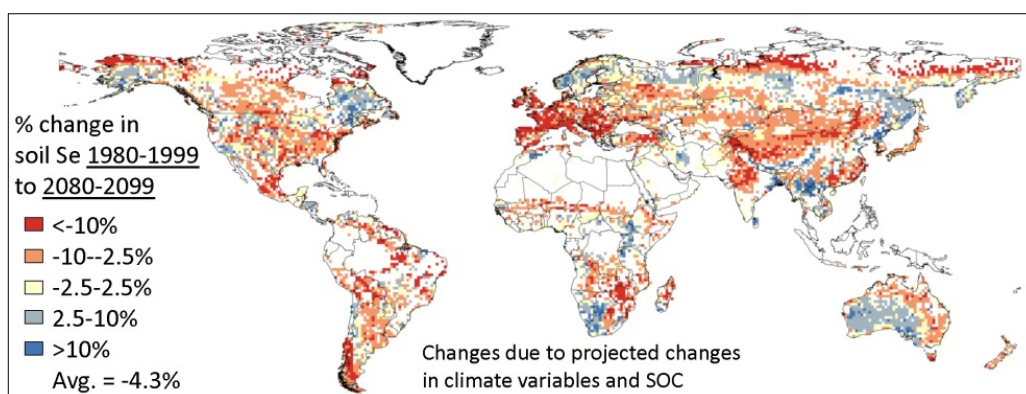 % change in
soil Se 1980-1999
to 2080-2099
<-10%
-10--2.5%
-2.5-2.5%
2.5-10%
>10%
Avg. = -4.3%
Changes due to projected changes
in climate variables and SOC